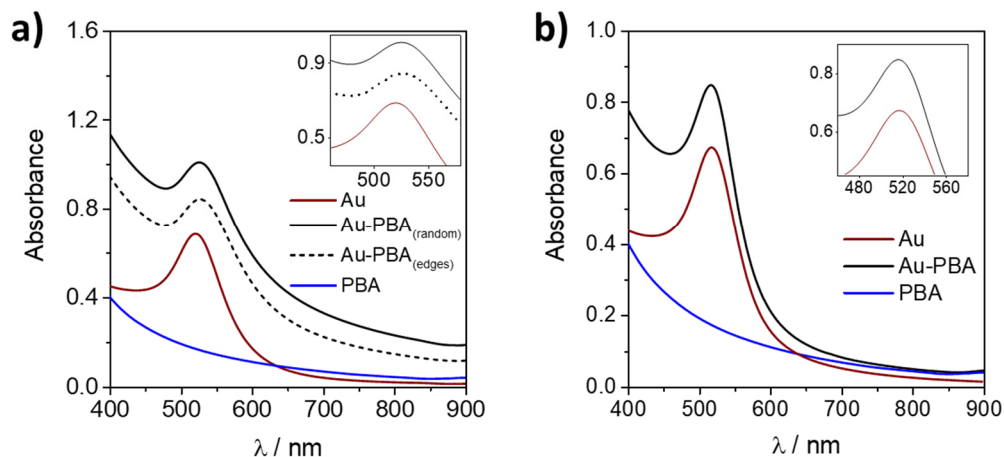 a)
1.6
1.2
0.8
0.4
0.0
Absorbance
400 500 600 700 800 900
λ / nm
0.9
0.5
500 550
Au
Au-PBA(random)
Au-PBA(edges)
PBA
b)
1.0
0.8
0.6
0.4
0.2
0.0
Absorbance
400 500 600 700 800 900
λ / nm
0.8
0.6
480 520 560
Au
Au-PBA
PBA